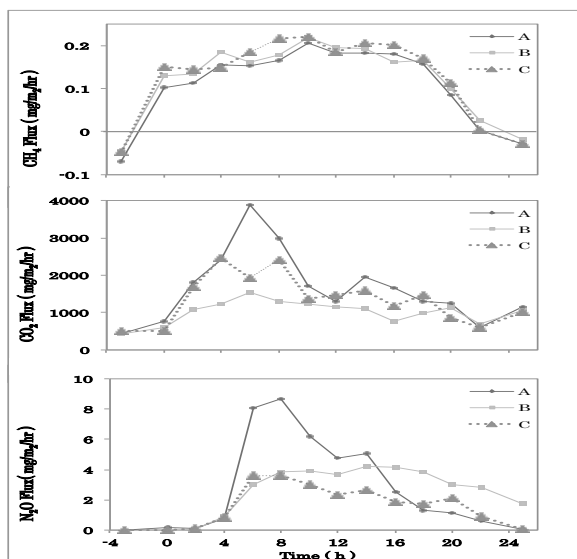 0.2
0.1
0
-0.1
CH4 Flux ( mg/m2/hr)
A
B
C
4000
3000
2000
1000
0
CO2 Flux ( mg/m2/hr)
A
B
C
10
8
6
4
2
0
N2O Flux( mg/m2/hr)
A
B
C
-4 0 4 8 12 16 20 24
Time ( h )